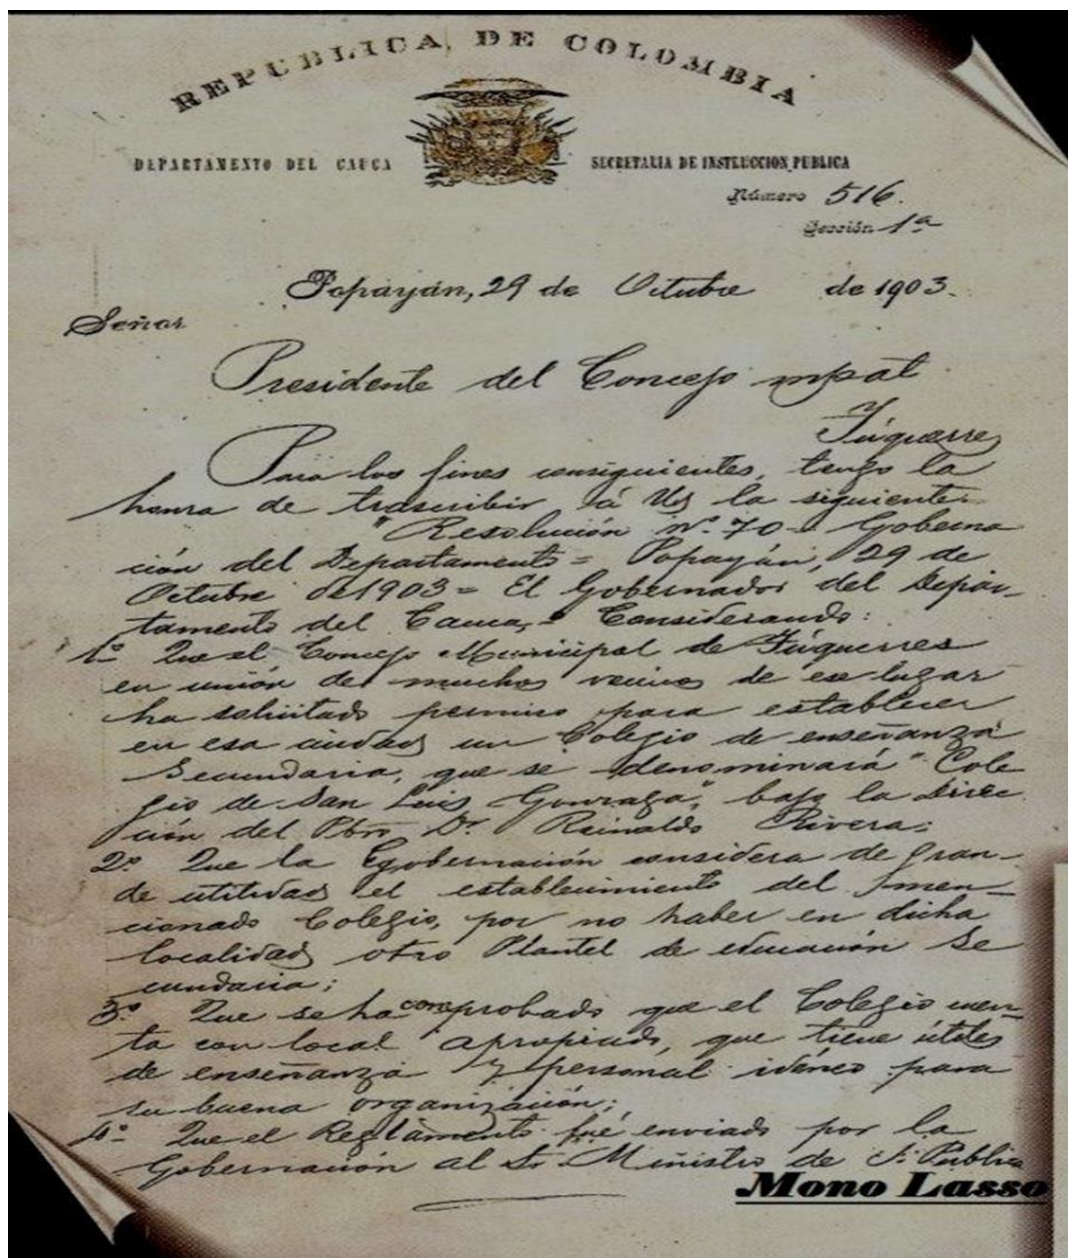 REPUBLICA DE COLOMBIA
DEPARTAMENTO DEL CAUCA SECRETARIA DE INSTRUCCION PUBLICA
Número 516.
Sección 1ª
Popayán, 29 de Octubre de 1903.
Señor
Presidente del Concejo mpal
Túquerres
Para los fines consiguientes, tengo la
honra de trascribir á Ud la siguiente:
"Resolución Nº 70 = Goberna
ción del Departamento = Popayán, 29 de
Octubre de 1903 = El Gobernador del Depar-
tamento del Cauca, = Considerando:
1º Que el Concejo Municipal de Túquerres
en unión de muchos vecinos de ese lugar
ha solicitado permiso para establecer
en esa ciudad un Colegio de enseñanza
Secundaria, que se denominará "Cole
gio de San Luis Gonzaga", bajo la Direc
ción del Pbro Dr Reinaldo Rivera;
2º Que la Gobernación considera de gran-
de utilidad el establecimiento del men-
cionado Colegio, por no haber en dicha
localidad otro Plantel de educación Se
cundaria;
3º Que se ha comprobado que el Colegio cuen-
ta con local apropiado, que tiene útiles
de enseñanza y personal idóneo para
su buena organización;
4º Que el Reglamento fué enviado por la
Gobernación al Sr Ministro de I. Publica
Mono Lasso